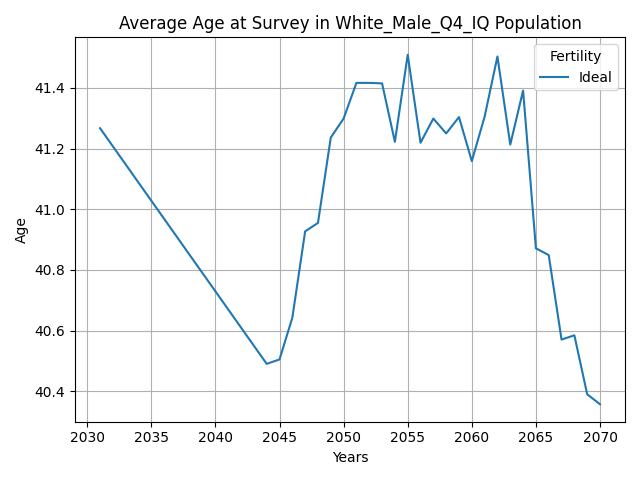 Average Age at Survey in White_Male_Q4_IQ Population
Fertility
Ideal
41.4
41.2
41.0
40.8
40.6
40.4
Age
2030 2035 2040 2045 2050 2055 2060 2065 2070
Years